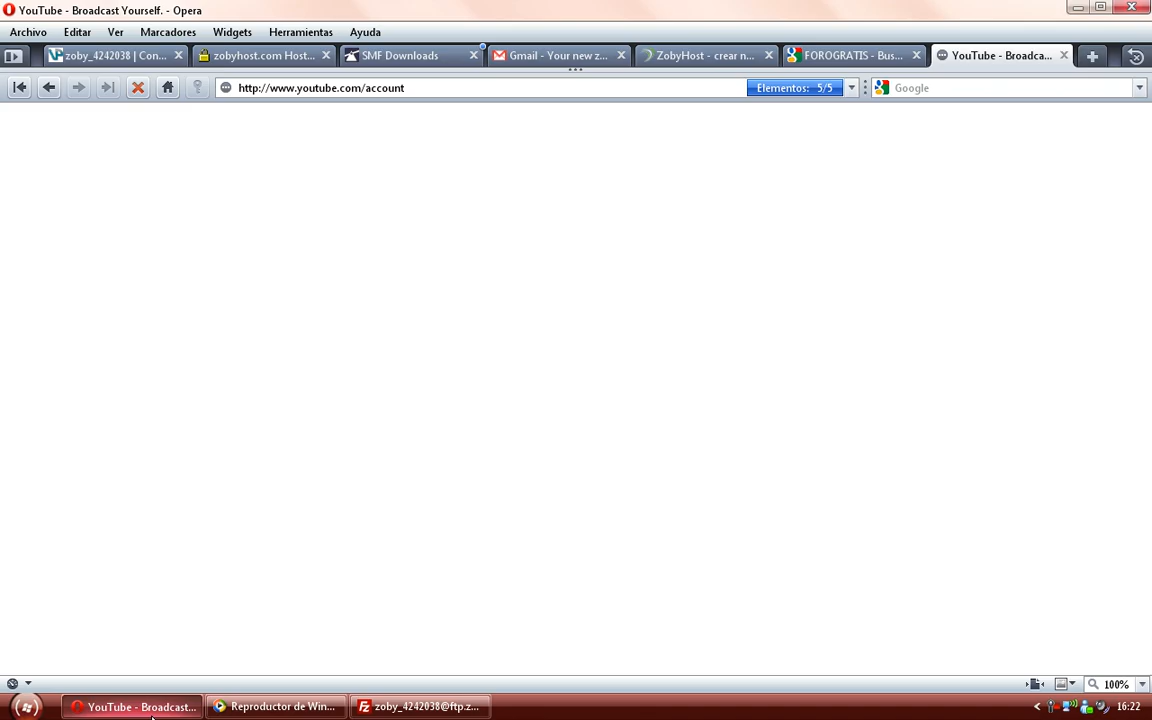 YouTube - Broadcast Yourself. - Opera
Archivo Editar Ver Marcadores Widgets Herramientas Ayuda
zoby_4242038 | Con... zobyhost.com Host... SMF Downloads Gmail - Your new z... ZobyHost - crear n... FOROGRATIS - Bus... YouTube - Broadca...
http://www.youtube.com/account Elementos: 5/5 Google
100%
YouTube - Broadcast... Reproductor de Win... zoby_4242038@ftp.z... 16:22